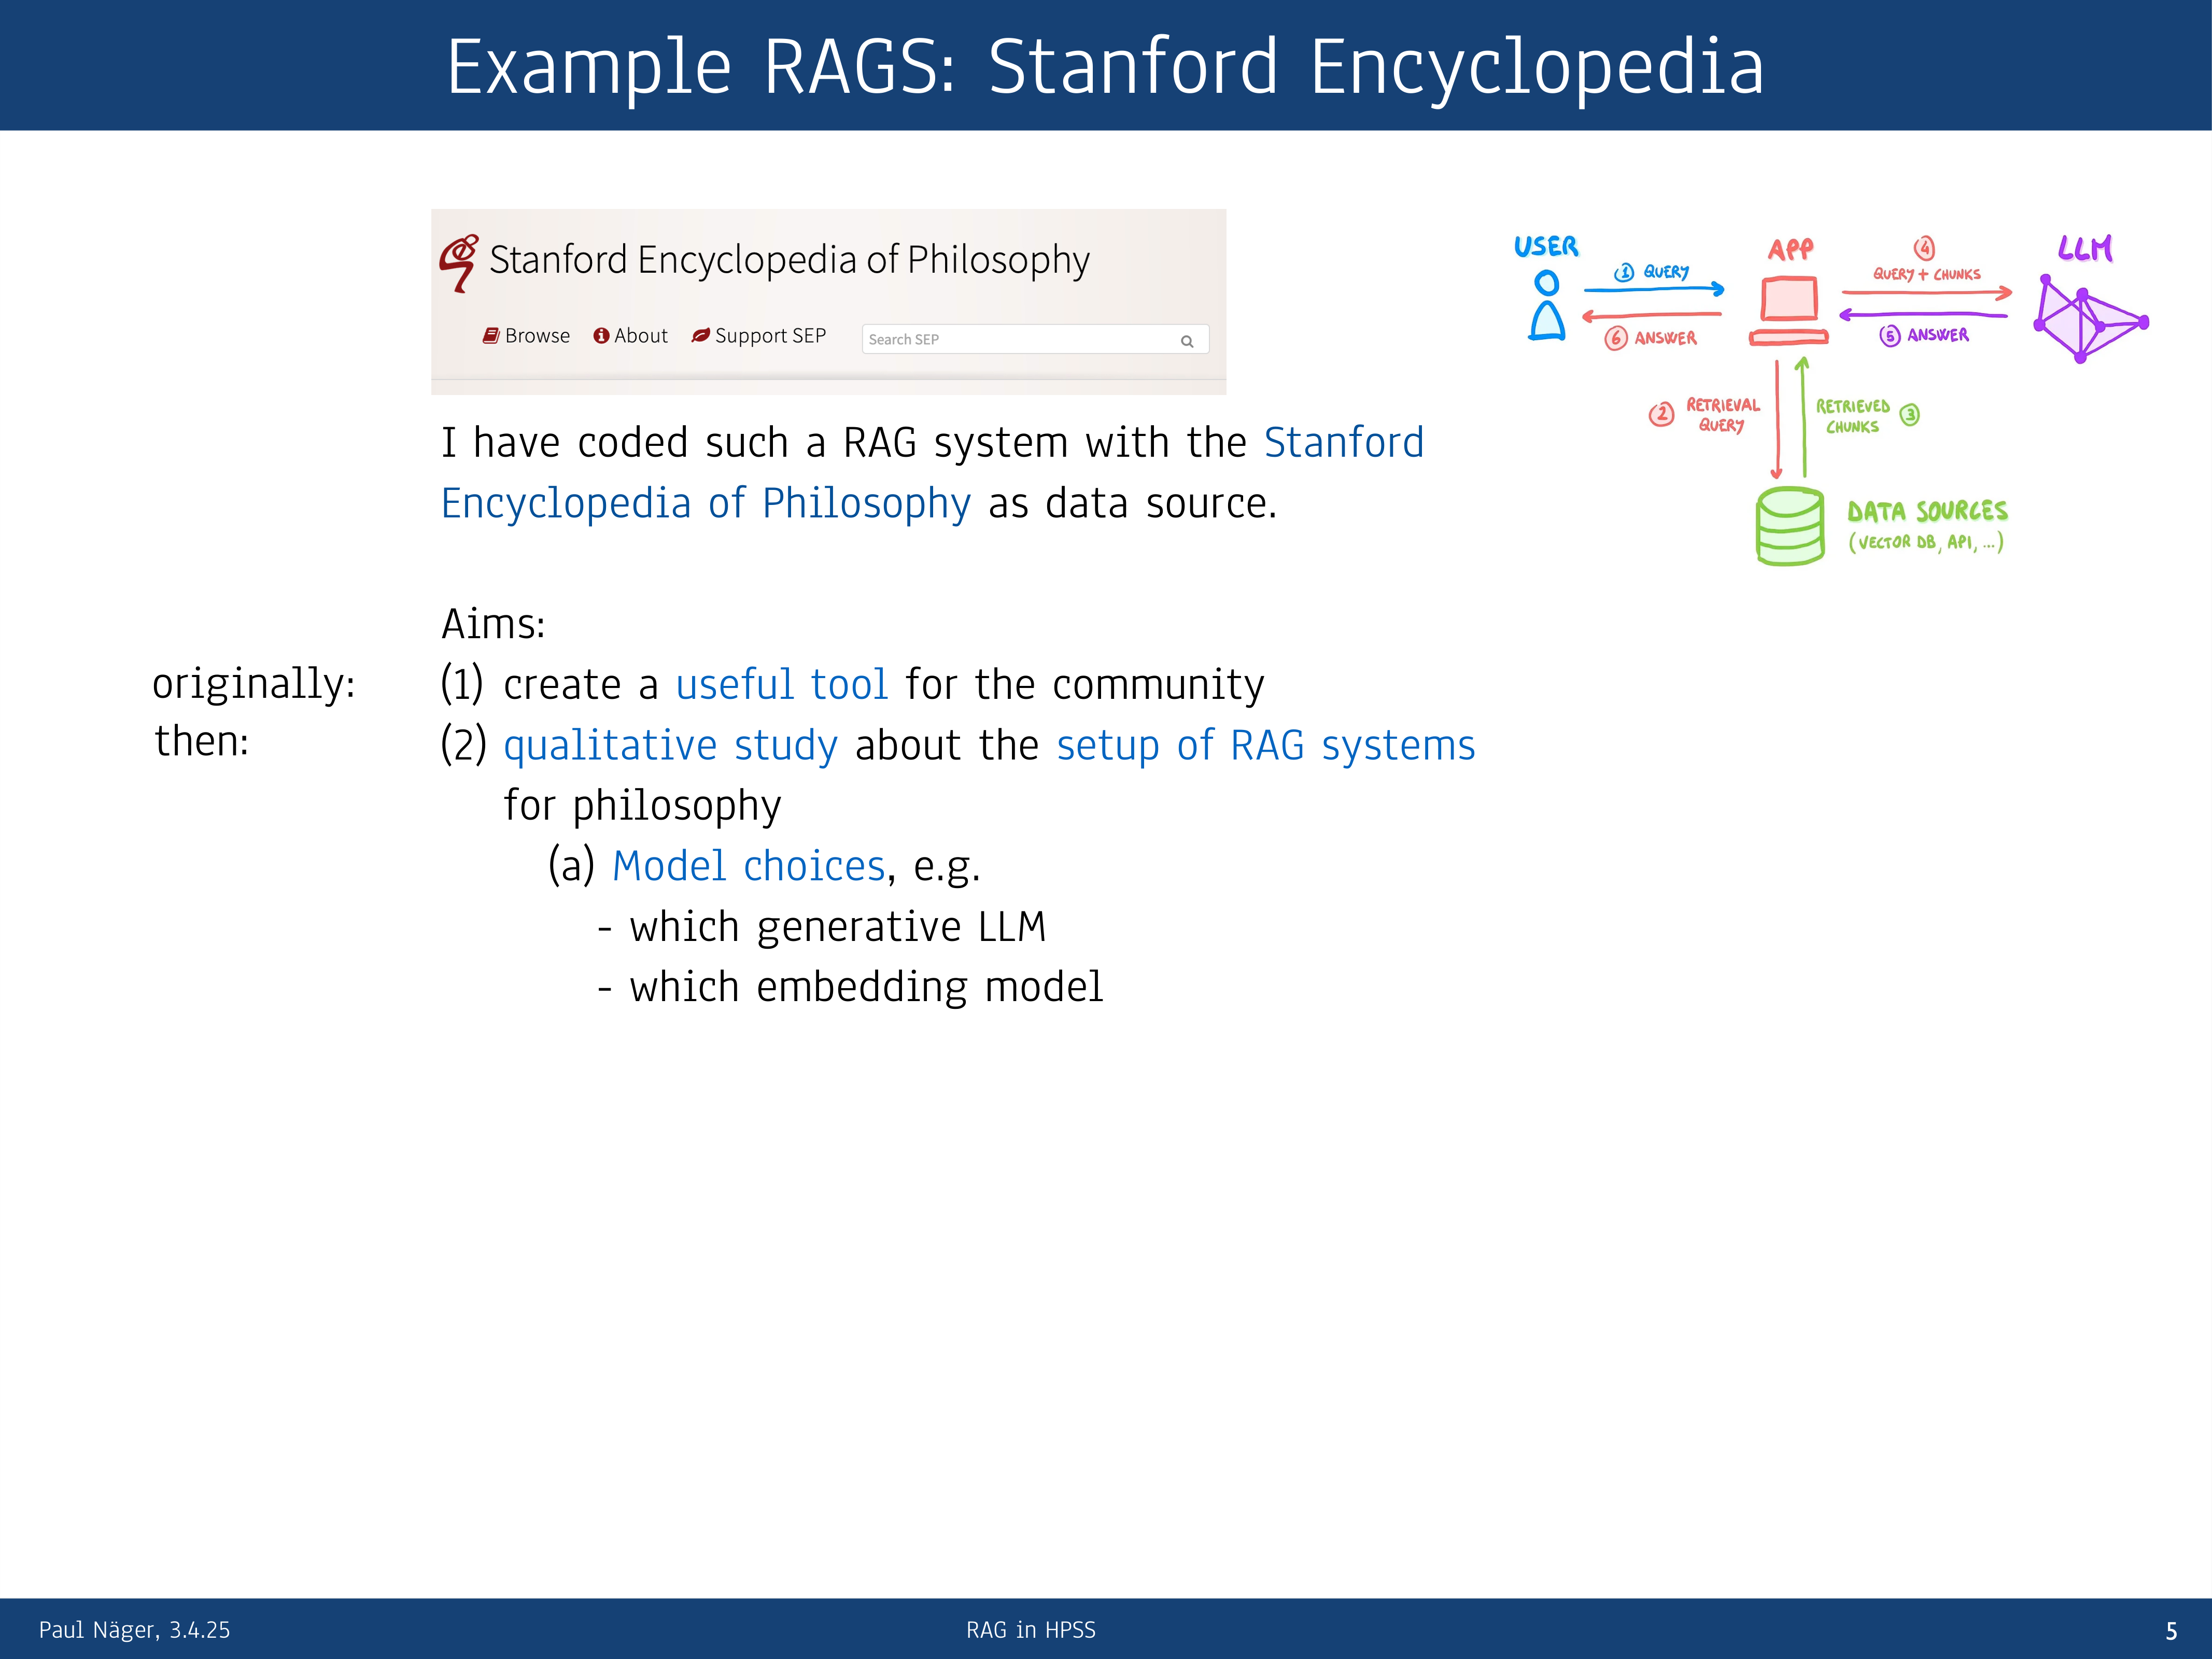 Example RAGS: Stanford Encyclopedia
Stanford Encyclopedia of Philosophy
Browse About Support SEP Search SEP
I have coded such a RAG system with the Stanford
Encyclopedia of Philosophy as data source.
Aims:
originally: (1) create a useful tool for the community
then: (2) qualitative study about the setup of RAG systems
for philosophy
(a) Model choices, e.g.
- which generative LLM
- which embedding model
USER
APP
LLM
1 QUERY
6 ANSWER
4
QUERY + CHUNKS
5 ANSWER
2 RETRIEVAL
QUERY
RETRIEVED 3
CHUNKS
DATA SOURCES
(VECTOR DB, API, ...)
Paul Näger, 3.4.25 RAG in HPSS 5